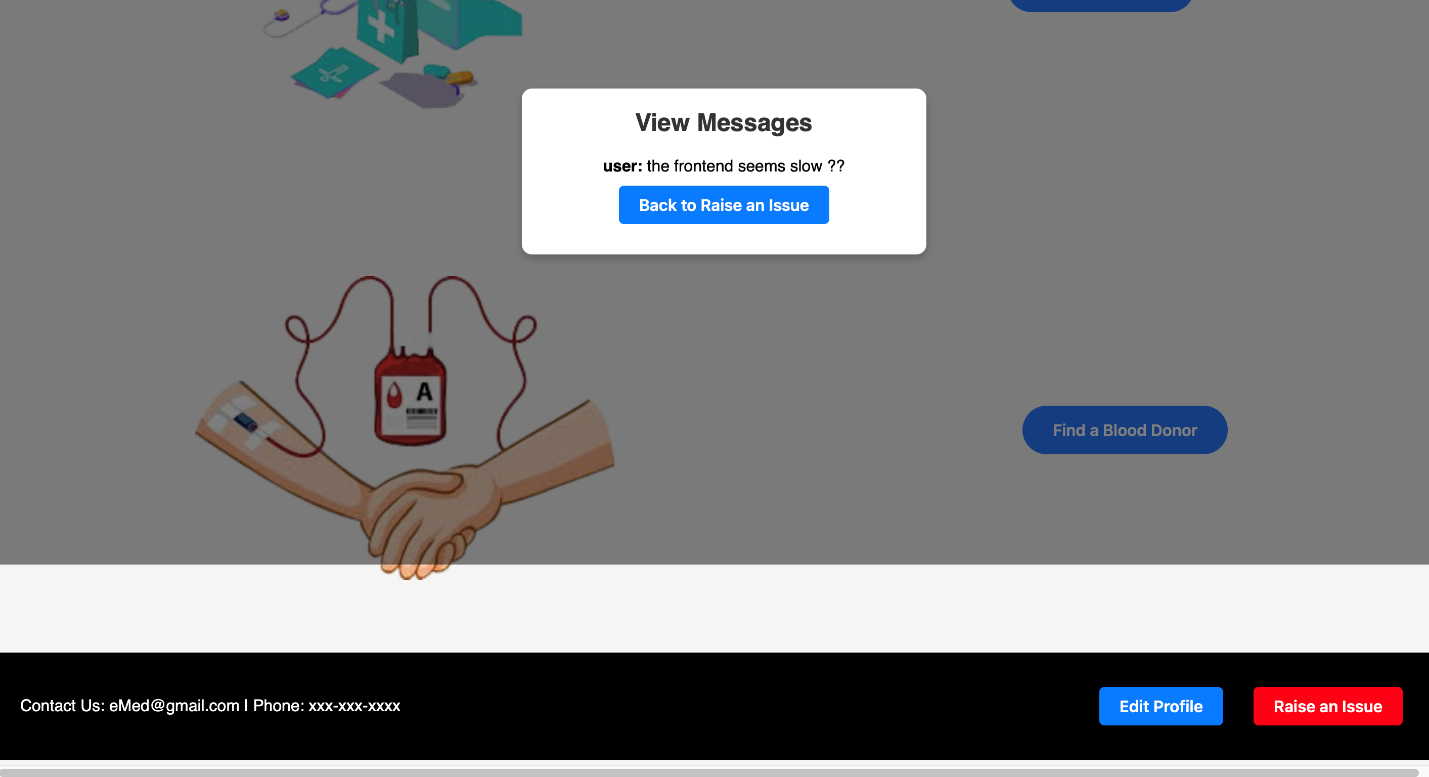 View Messages
user: the frontend seems slow ??
Back to Raise an Issue
A
Find a Blood Donor
Contact Us: eMed@gmail.com | Phone: xxx-xxx-xxxx
Edit Profile
Raise an Issue